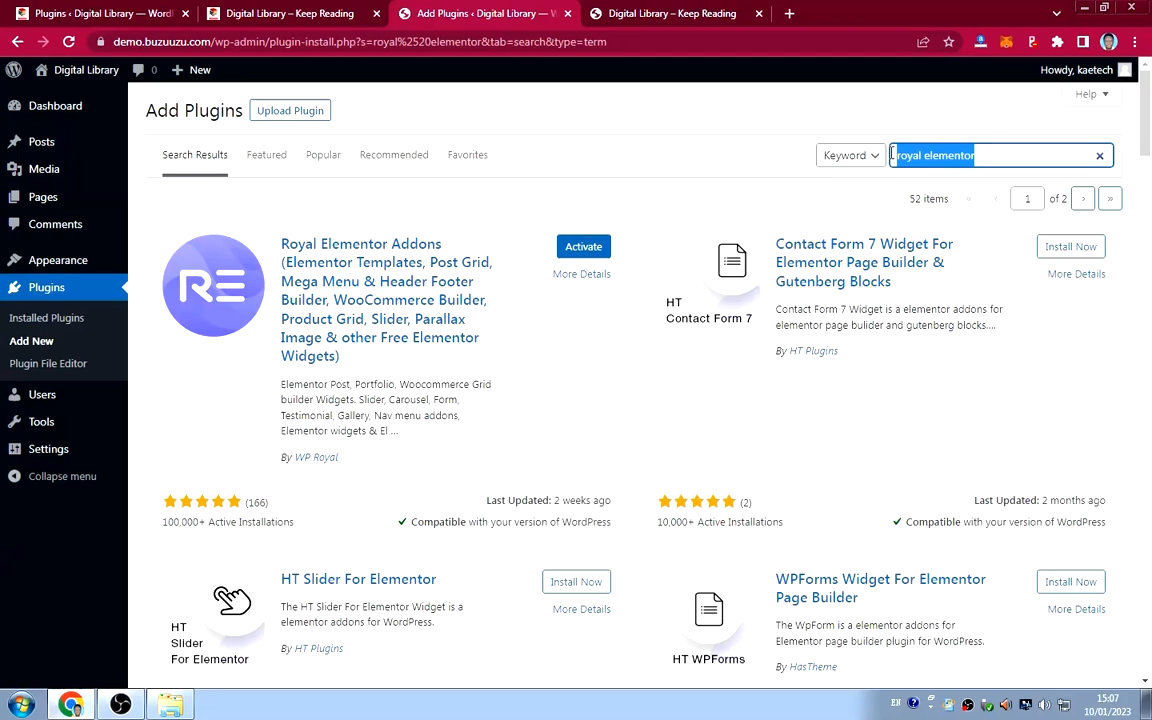 Plugins ‹ Digital Library — WordP
Digital Library – Keep Reading
Add Plugins ‹ Digital Library — W
Digital Library – Keep Reading
demo.buzuuzu.com/wp-admin/plugin-install.php?s=royal%2520elementor&tab=search&type=term
Digital Library
0
New
Howdy, kaetech
Dashboard
Posts
Media
Pages
Comments
Appearance
Plugins
Installed Plugins
Add New
Plugin File Editor
Users
Tools
Settings
Collapse menu
Add Plugins
Upload Plugin
Help
Search Results
Featured
Popular
Recommended
Favorites
Keyword
royal elementor
52 items
«
‹
1
of 2
›
»
RE
Royal Elementor Addons
(Elementor Templates, Post Grid,
Mega Menu & Header Footer
Builder, WooCommerce Builder,
Product Grid, Slider, Parallax
Image & other Free Elementor
Widgets)
Activate
More Details
Elementor Post, Portfolio, Woocommerce Grid
builder Widgets. Slider, Carousel, Form,
Testimonial, Gallery, Nav menu addons,
Elementor widgets & El ...
By WP Royal
(166)
100,000+ Active Installations
Last Updated: 2 weeks ago
Compatible with your version of WordPress
HT
Contact Form 7
Contact Form 7 Widget For
Elementor Page Builder &
Gutenberg Blocks
Install Now
More Details
Contact Form 7 Widget is a elementor addons for
elementor page builder and gutenberg blocks....
By HT Plugins
(2)
10,000+ Active Installations
Last Updated: 2 months ago
Compatible with your version of WordPress
HT
Slider
For Elementor
HT Slider For Elementor
Install Now
More Details
The HT Slider For Elementor Widget is a
elementor addons for WordPress.
By HT Plugins
HT WPForms
WPForms Widget For Elementor
Page Builder
Install Now
More Details
The WpForm is a elementor addons for
Elementor page builder plugin for WordPress.
By HasTheme
EN
15:07
10/01/2023